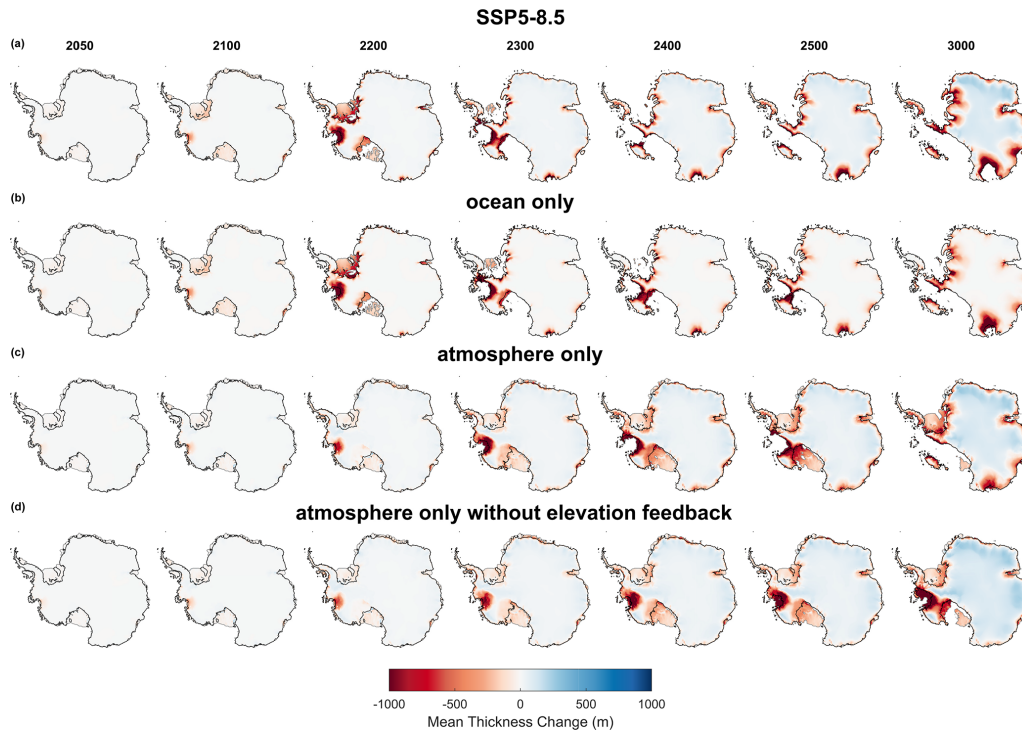 SSP5-8.5
(a)
2050 2100 2200 2300 2400 2500 3000
(b)
ocean only
(c)
atmosphere only
(d)
atmosphere only without elevation feedback
-1000 -500 0 500 1000
Mean Thickness Change (m)